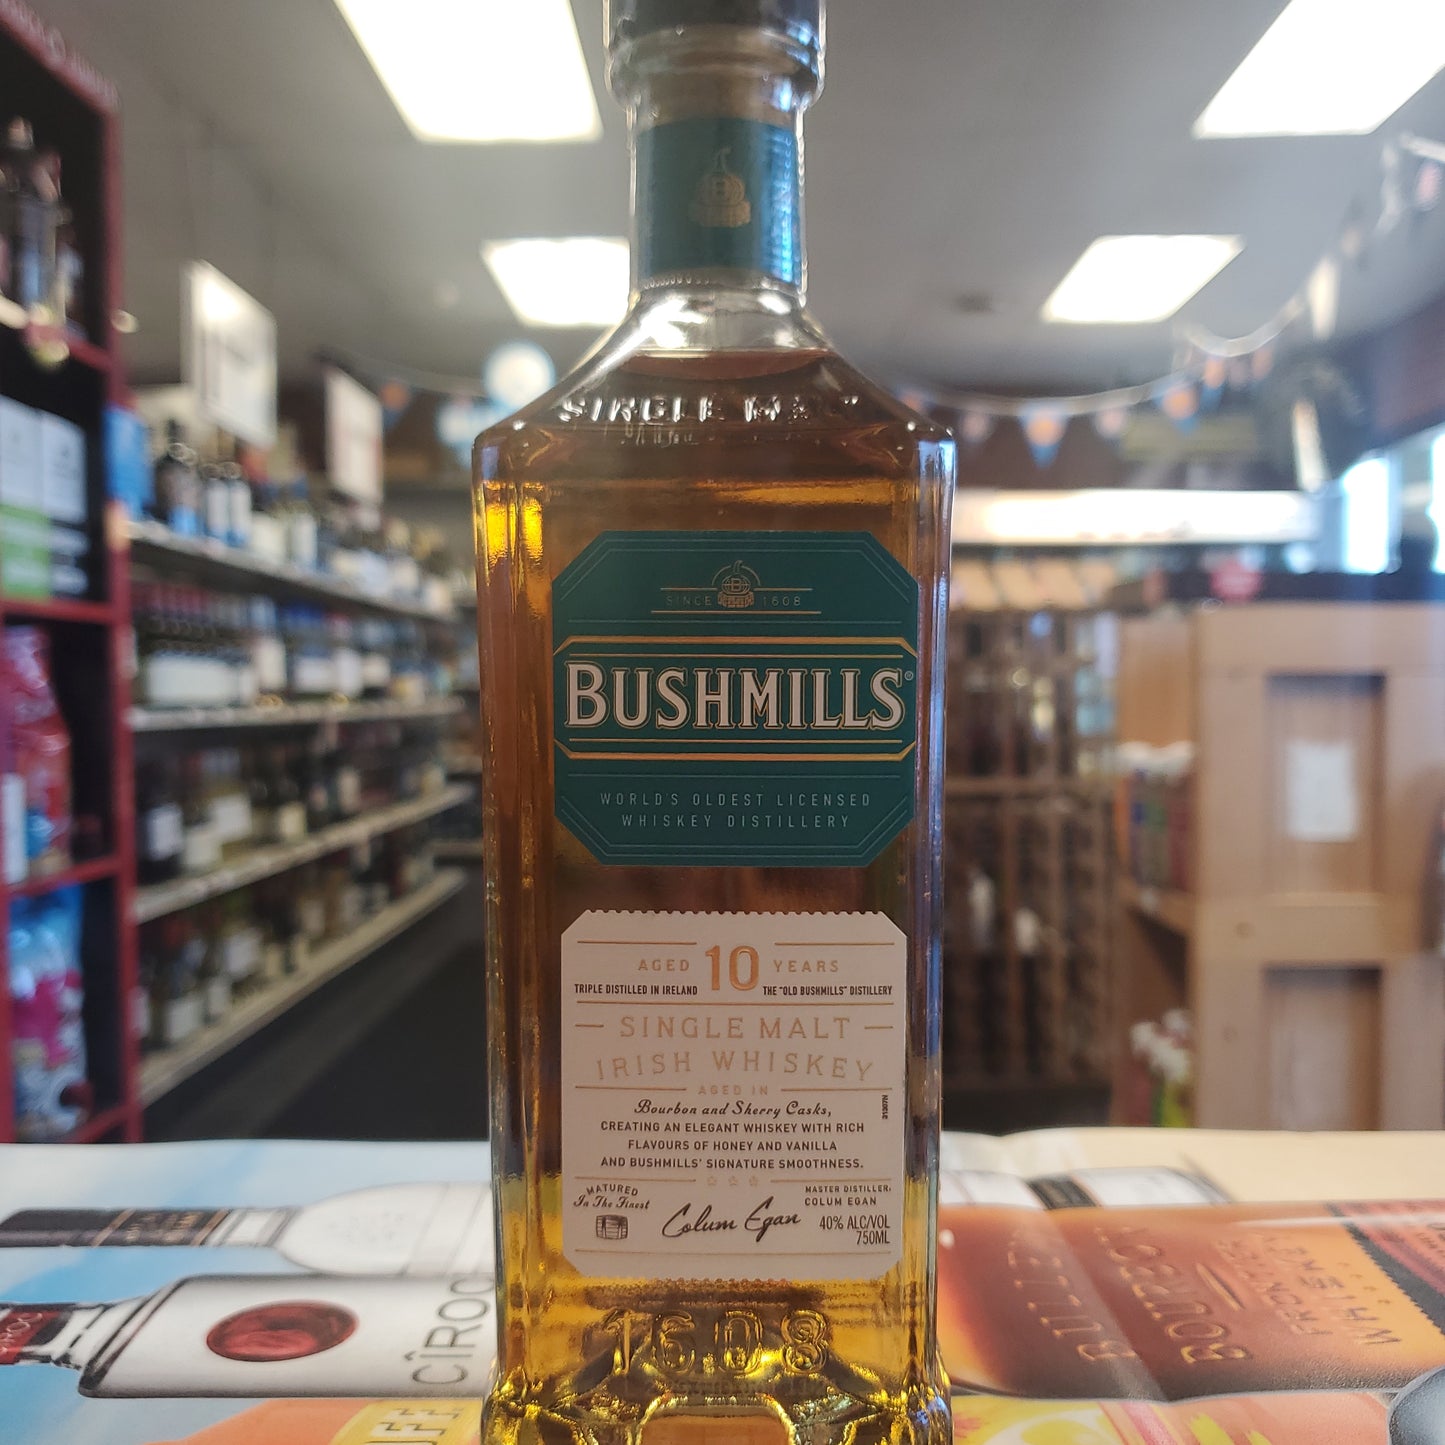 SINGLE MALT
SINCE 1608
B
BUSHMILLS®
WORLD'S OLDEST LICENSED
WHISKEY DISTILLERY
AGED 10 YEARS
TRIPLE DISTILLED IN IRELAND
THE "OLD BUSHMILLS" DISTILLERY
SINGLE MALT
IRISH WHISKEY
AGED IN
Bourbon and Sherry Casks,
CREATING AN ELEGANT WHISKEY WITH RICH
FLAVOURS OF HONEY AND VANILLA
AND BUSHMILLS' SIGNATURE SMOOTHNESS.
MATURED
In The Finest
Colum Egan
MASTER DISTILLER,
COLUM EGAN
40% ALC/VOL
750ML
1608
CÎROC
BULLEIT
BOURBON
FRONTIER
WHISKEY